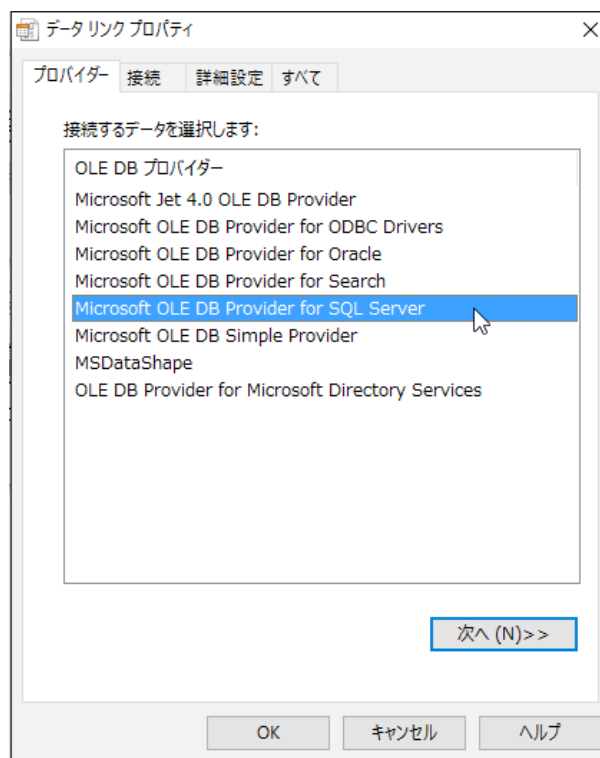 データ リンク プロパティ
プロバイダー 接続 詳細設定 すべて
接続するデータを選択します:
OLE DB プロバイダー
Microsoft Jet 4.0 OLE DB Provider
Microsoft OLE DB Provider for ODBC Drivers
Microsoft OLE DB Provider for Oracle
Microsoft OLE DB Provider for Search
Microsoft OLE DB Provider for SQL Server
Microsoft OLE DB Simple Provider
MSDataShape
OLE DB Provider for Microsoft Directory Services
次へ (N)>>
OK キャンセル ヘルプ